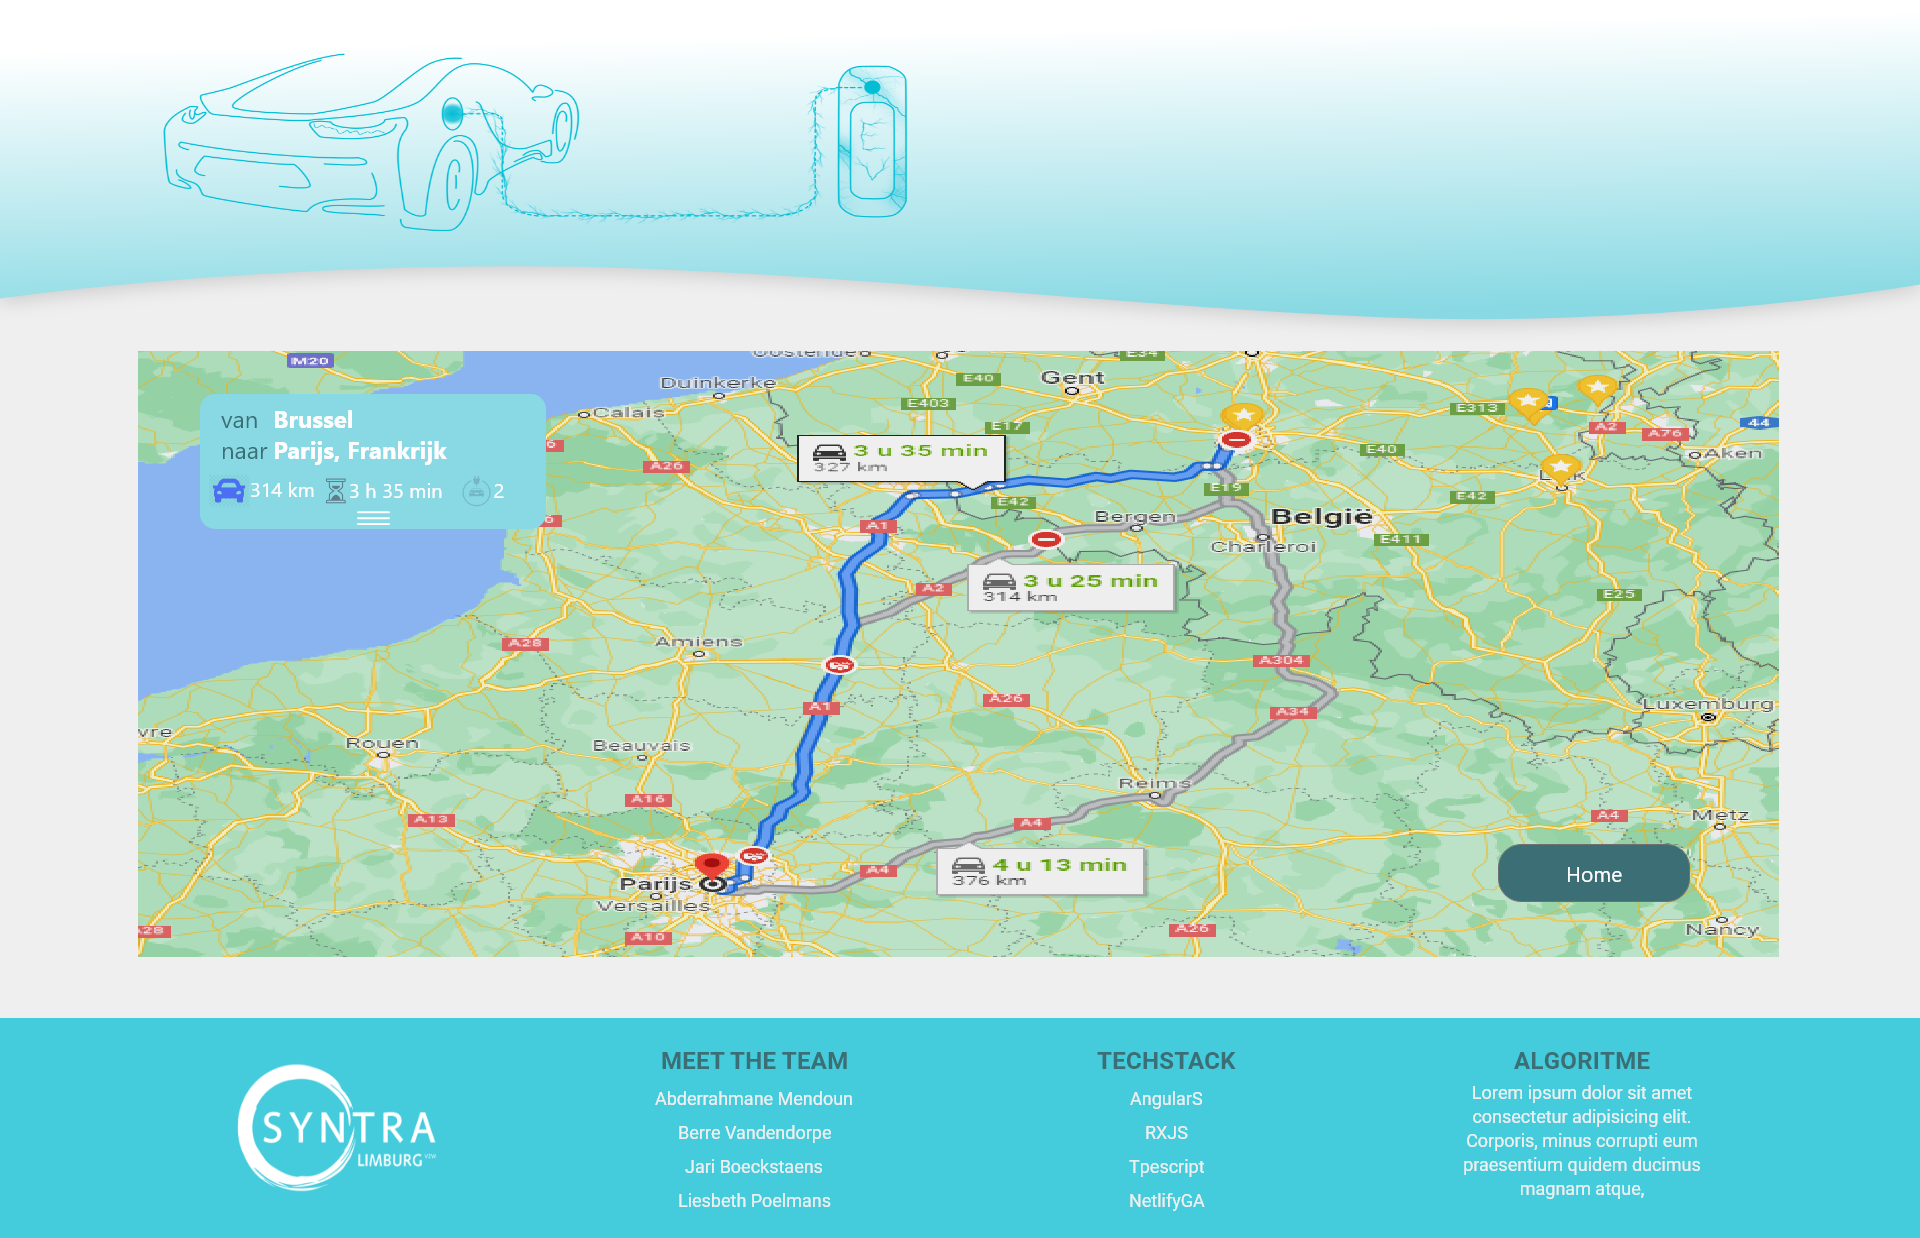 M20
Duinkerke
Calais
E403
E40
E34
Gent
E17
E313
A2
A76
44
Aken
E40
E42
van Brussel
naar Parijs, Frankrijk
314 km 3 h 35 min 2
A26
3 u 35 min
327 km
E42
E19
A1
Bergen
België
Charleroi
E411
3 u 25 min
314 km
A2
E25
A28
Amiens
A304
A26
A1
A34
Luxemburg
Rouen
Beauvais
Reims
A16
A13
A4
A4
Metz
4 u 13 min
376 km
A4
Parijs
Versailles
Home
A10
A26
Nancy
SYNTRA
LIMBURG
MEET THE TEAM
Abderrahmane Mendoun
Berre Vandendorpe
Jari Boeckstaens
Liesbeth Poelmans
TECHSTACK
AngularS
RXJS
Tpescript
NetlifyGA
ALGORITME
Lorem ipsum dolor sit amet
consectetur adipisicing elit.
Corporis, minus corrupti eum
praesentium quidem ducimus
magnam atque,